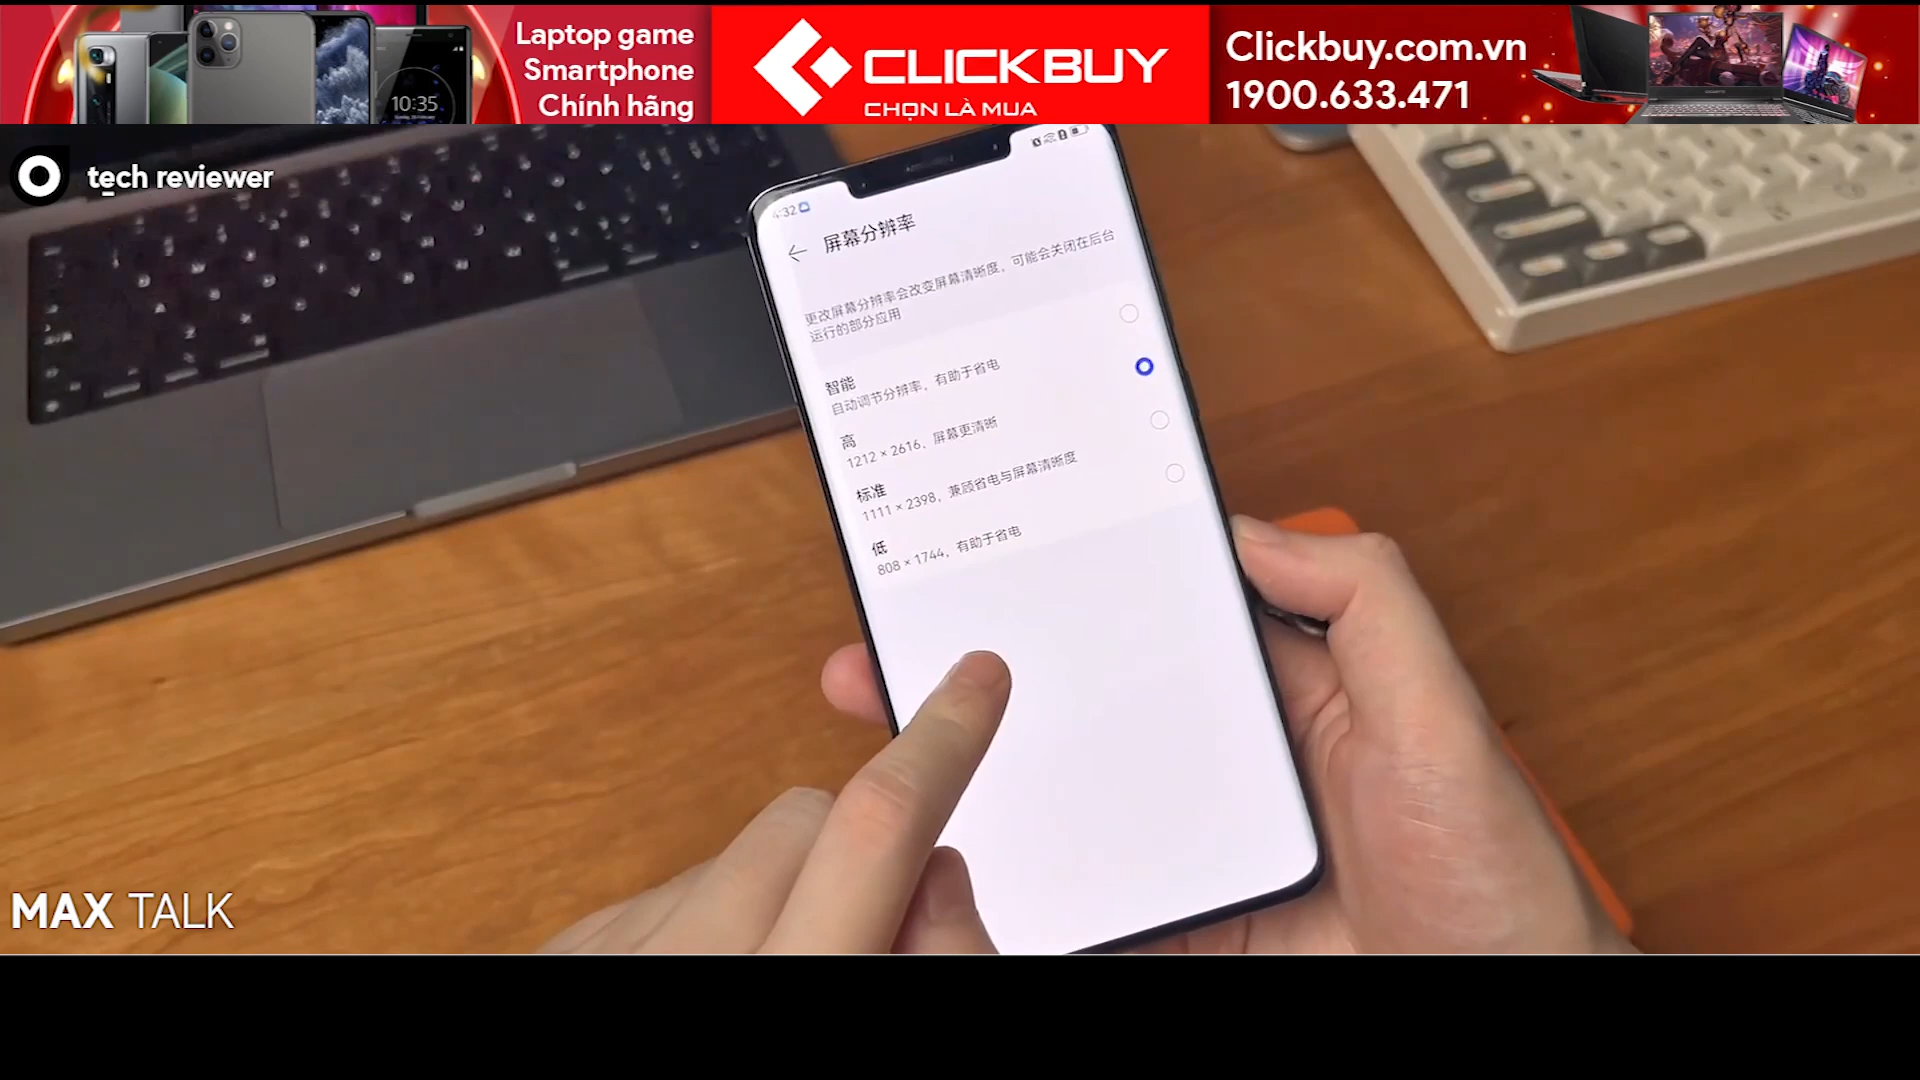 Laptop game
Smartphone
Chính hãng
CLICKBUY
CHỌN LÀ MUA
Clickbuy.com.vn
1900.633.471
10:35
tech reviewer
4:32
屏幕分辨率
更改屏幕分辨率会改变屏幕清晰度，可能会关闭在后台
运行的部分应用
智能
自动调节分辨率，有助于省电
高
1212 × 2616，屏幕更清晰
标准
1111 × 2398，兼顾省电与屏幕清晰度
低
808 × 1744，有助于省电
MAX TALK